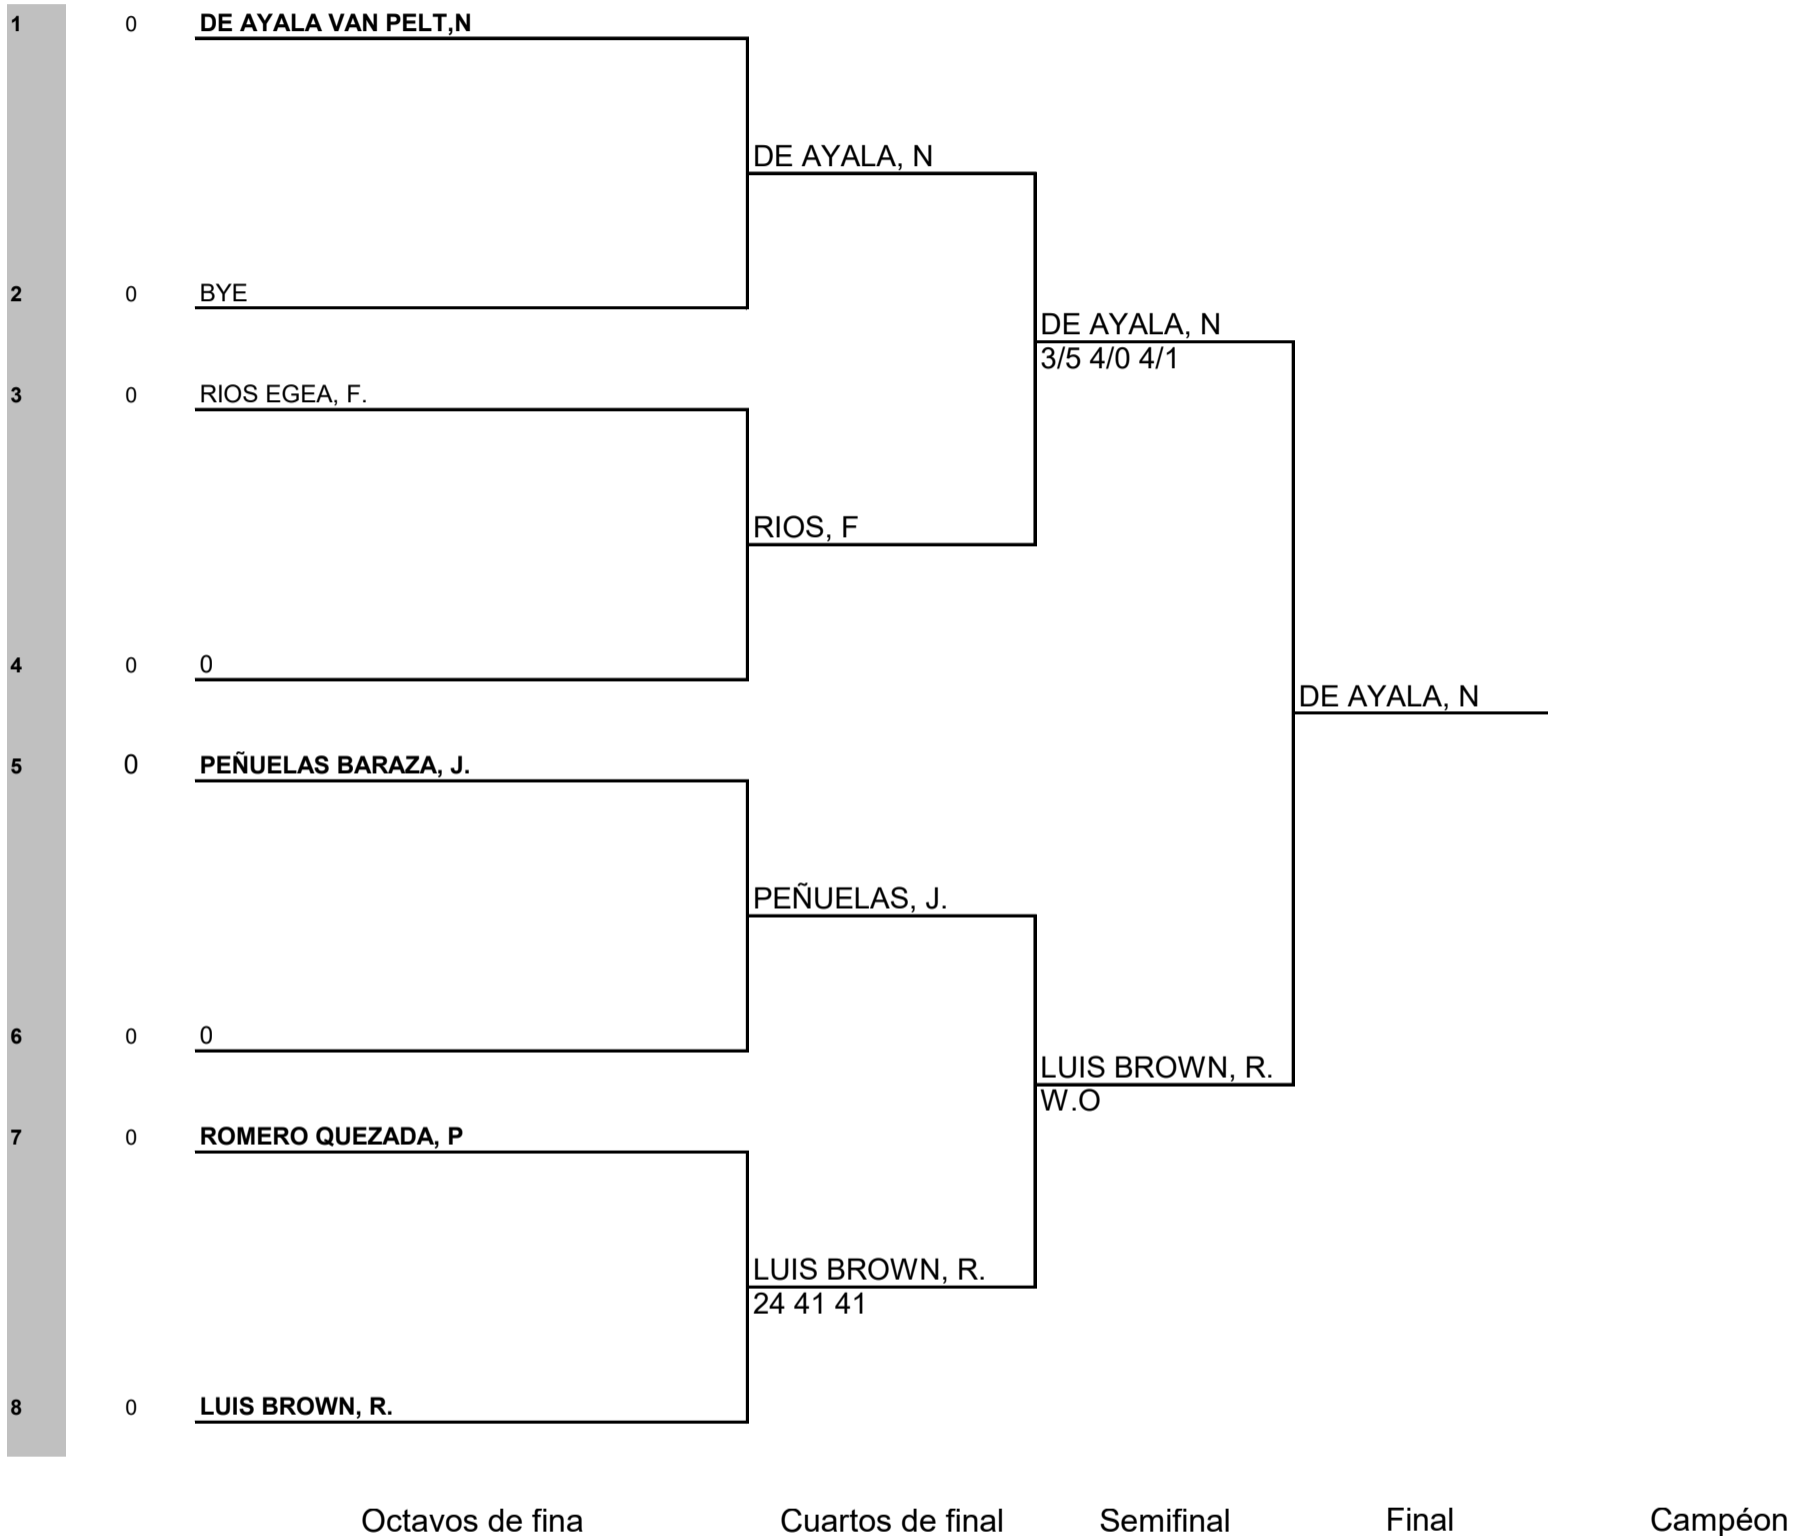 1 0 DE AYALA VAN PELT,N
DE AYALA, N
2 0 BYE
DE AYALA, N
3/5 4/0 4/1
3 0 RIOS EGEA, F.
RIOS, F
4 0 0
DE AYALA, N
5 0 PEÑUELAS BARAZA, J.
PEÑUELAS, J.
6 0 0
LUIS BROWN, R.
W.O
7 0 ROMERO QUEZADA, P
LUIS BROWN, R.
24 41 41
8 0 LUIS BROWN, R.
Octavos de fina Cuartos de final Semifinal Final Campéon